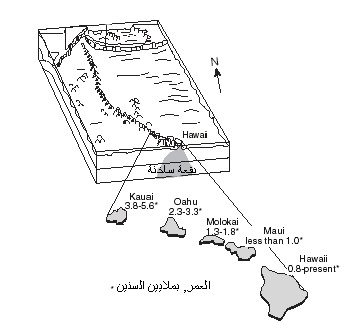 N
Hawaii
بقعة ساخنة
Kauai
3.8-5.6*
Oahu
2.3-3.3*
Molokai
1.3-1.8*
Maui
less than 1.0*
Hawaii
0.8-present*
* العمر, بملايين السنين